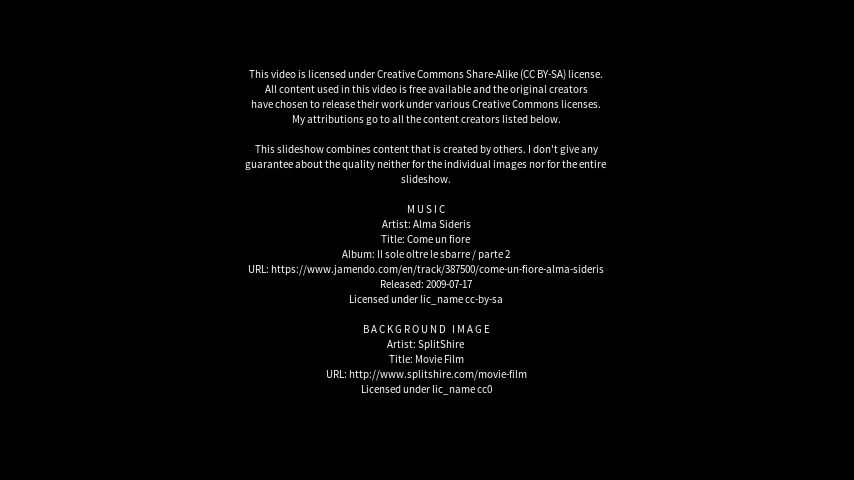 This video is licensed under Creative Commons Share-Alike (CC BY-SA) license.
All content used in this video is free available and the original creators
have chosen to release their work under various Creative Commons licenses.
My attributions go to all the content creators listed below.
This slideshow combines content that is created by others. I don't give any
guarantee about the quality neither for the individual images nor for the entire
slideshow.
MUSIC
Artist: Alma Sideris
Title: Come un fiore
Album: Il sole oltre le sbarre / parte 2
URL: https://www.jamendo.com/en/track/387500/come-un-fiore-alma-sideris
Released: 2009-07-17
Licensed under lic_name cc-by-sa
BACKGROUND IMAGE
Artist: SplitShire
Title: Movie Film
URL: http://www.splitshire.com/movie-film
Licensed under lic_name cc0